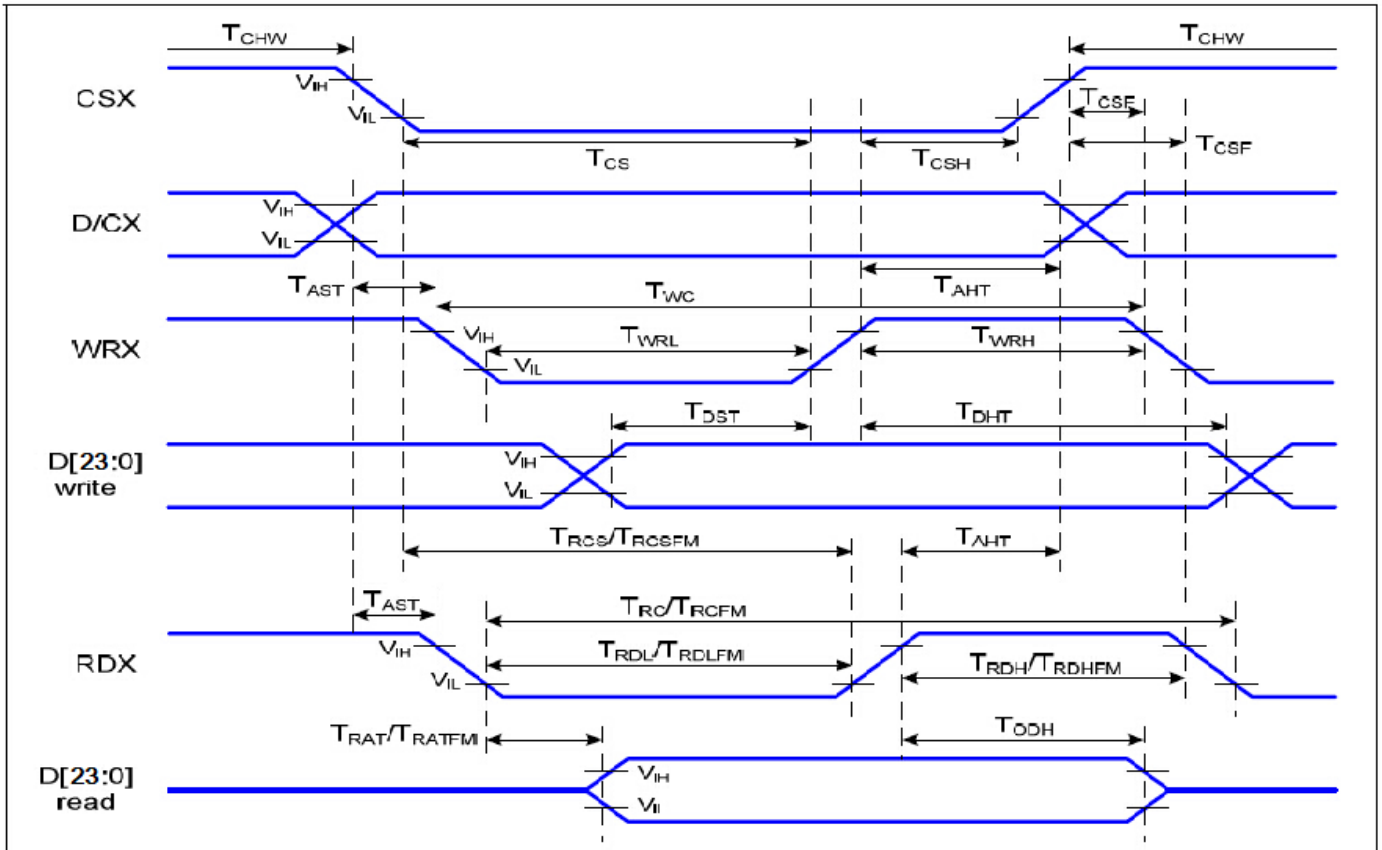 TCHW TCHW
VIH
CSX TCSF
VIL
TCS TCSH TCSF
VIH
D/CX
VIL
TAST TWC TAHT
VIH
WRX TWRL TWRH
VIL
TDST TDHT
D[23:0] VIH
write VIL
TRCS/TRCSFM TAHT
TAST TRC/TRCFM
VIH
RDX TRDL/TRDLFM TRDH/TRDHFM
VIL
TRAT/TRATFM TODH
D[23:0] VIH
read VIL